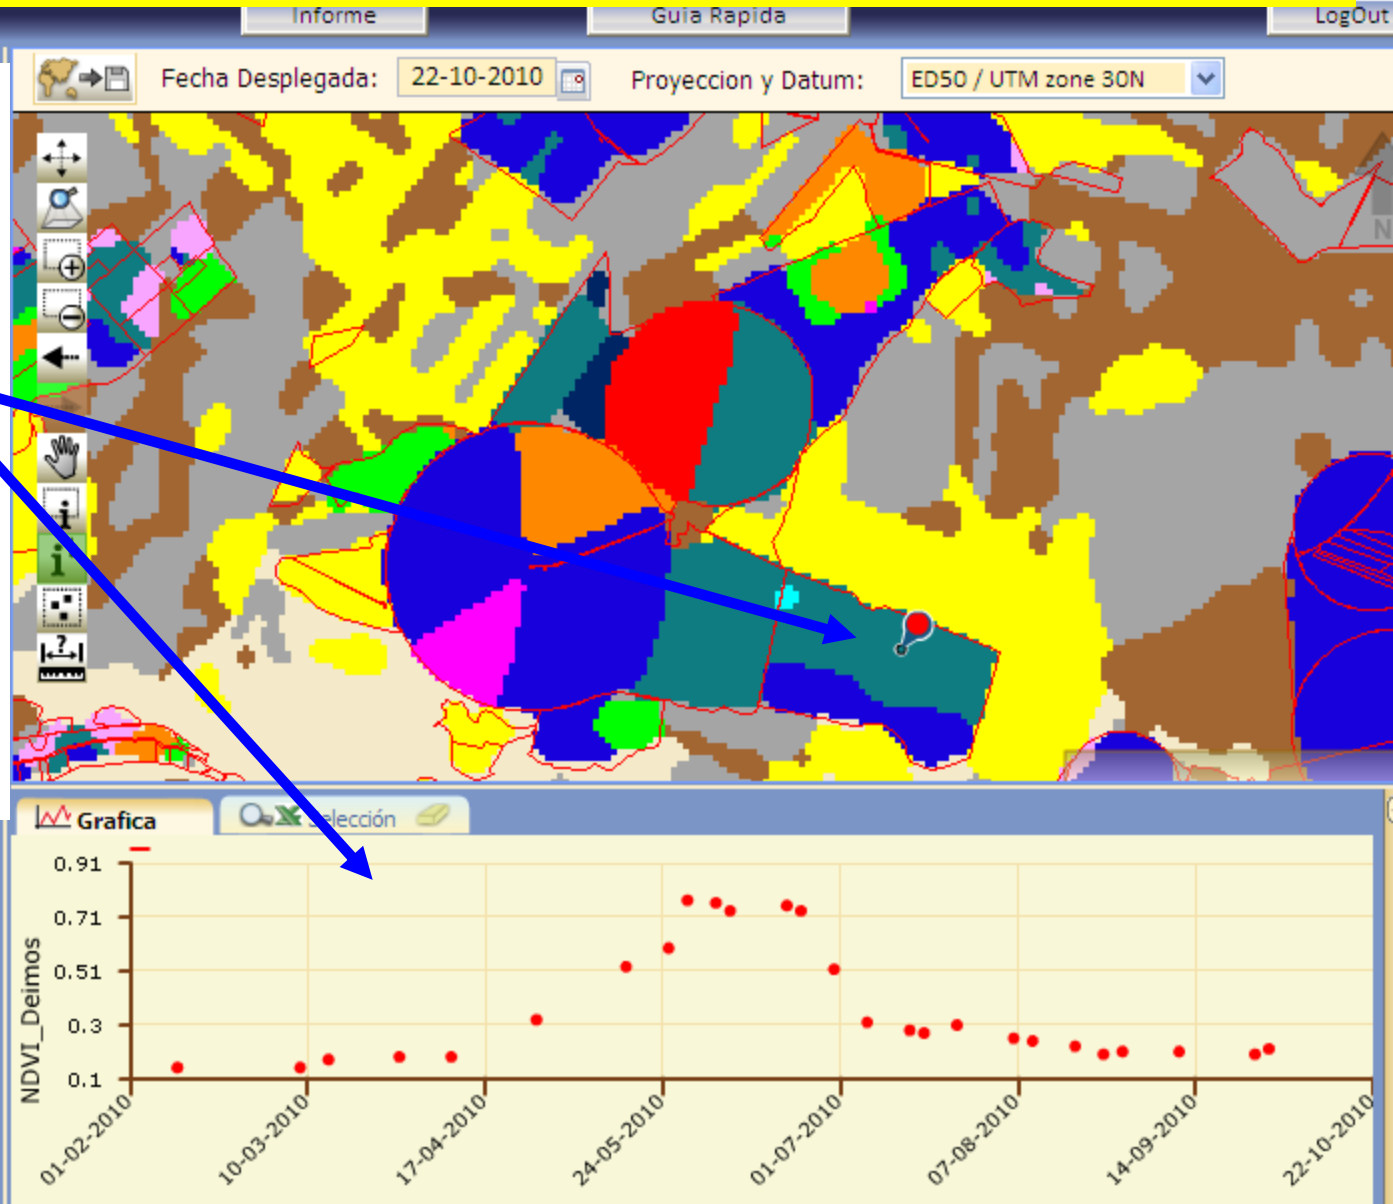 Informe
Guia Rapida
LogOut
Fecha Desplegada:
22-10-2010
Proyeccion y Datum:
ED50 / UTM zone 30N
N
i
i
?
Grafica
Selección
0.91
0.71
0.51
0.3
0.1
NDVI_Deimos
01-02-2010
10-03-2010
17-04-2010
24-05-2010
01-07-2010
07-08-2010
14-09-2010
22-10-2010